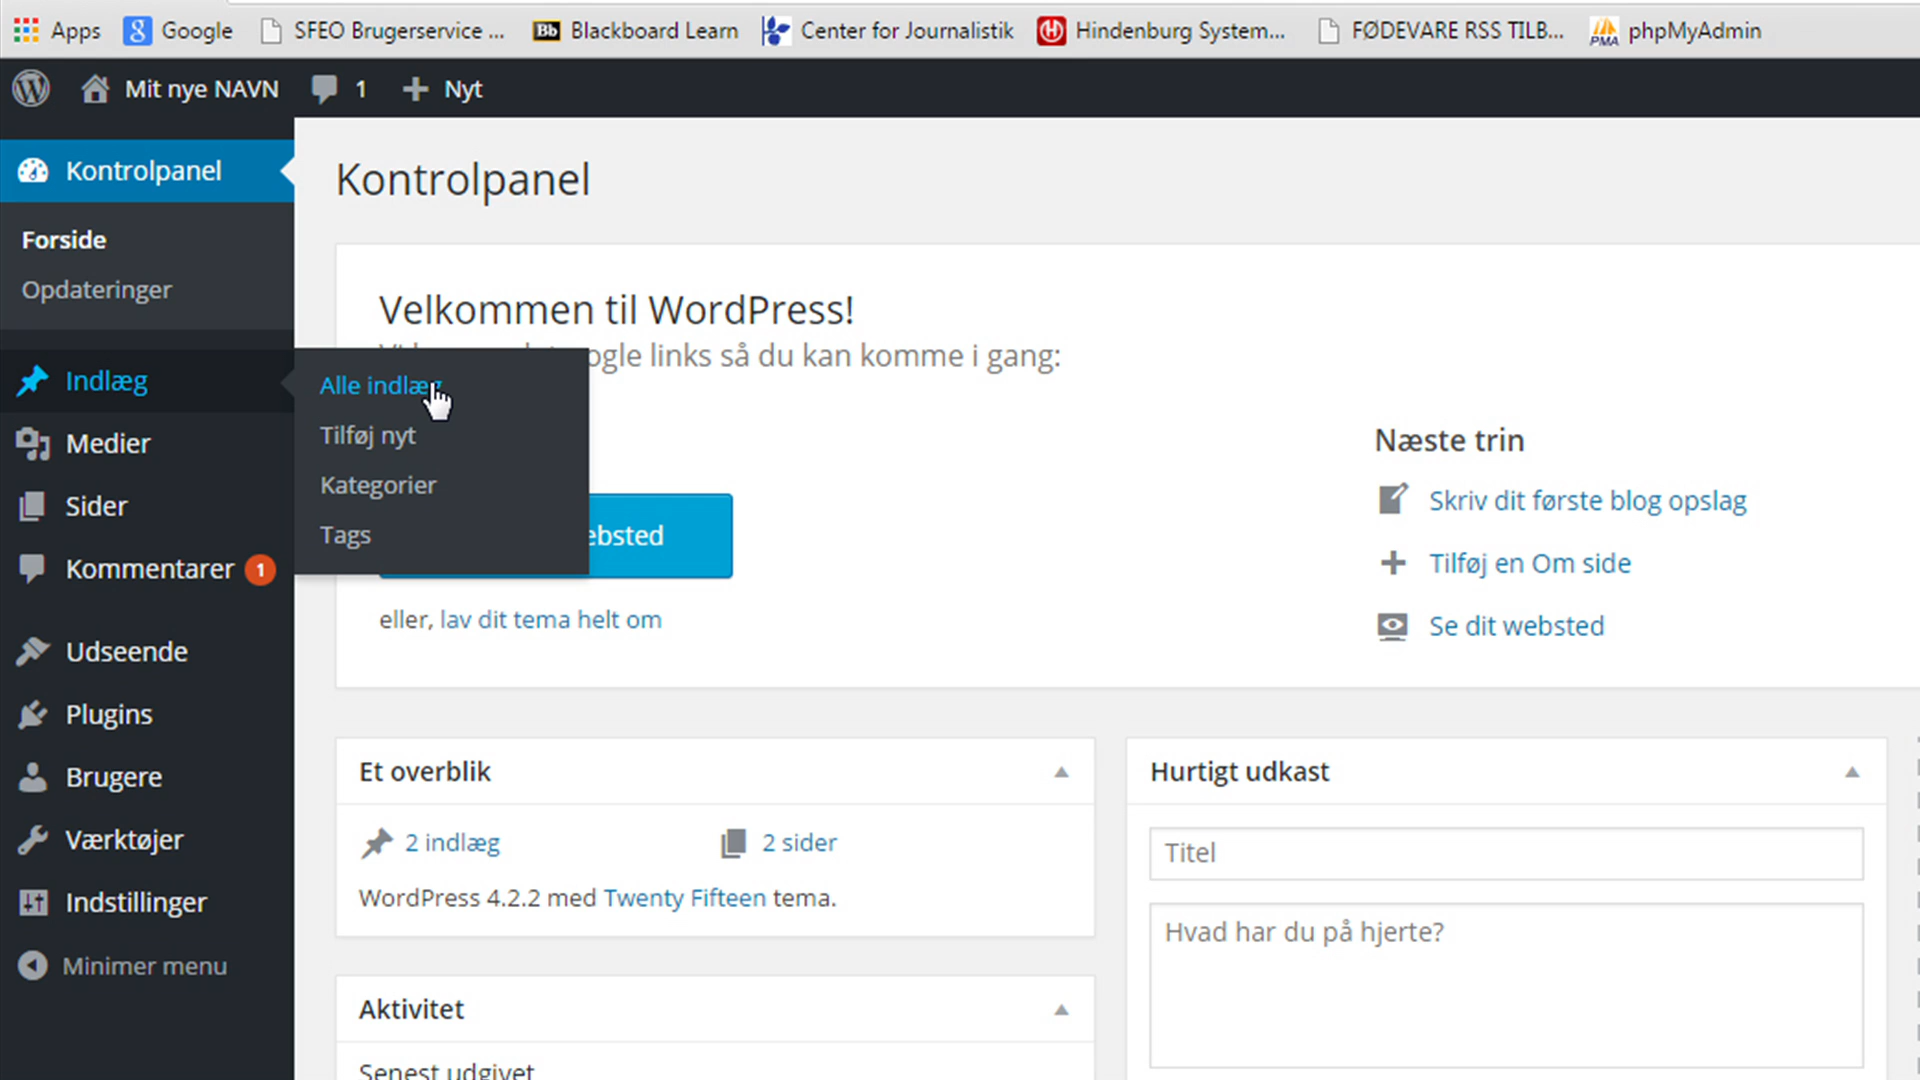 Apps Google SFEO Brugerservice ... Blackboard Learn Center for Journalistik Hindenburg System... FØDEVARE RSS TILB... phpMyAdmin
Mit nye NAVN 1 Nyt
Kontrolpanel
Forside
Opdateringer
Indlæg
Medier
Sider
Kommentarer 1
Udseende
Plugins
Brugere
Værktøjer
Indstillinger
Minimer menu
Alle indlæg
Tilføj nyt
Kategorier
Tags
Kontrolpanel
Velkommen til WordPress!
links så du kan komme i gang:
eller, lav dit tema helt om
Næste trin
Skriv dit første blog opslag
Tilføj en Om side
Se dit websted
Et overblik
2 indlæg 2 sider
WordPress 4.2.2 med Twenty Fifteen tema.
Aktivitet
Senest udgivet
Hurtigt udkast
Titel
Hvad har du på hjerte?